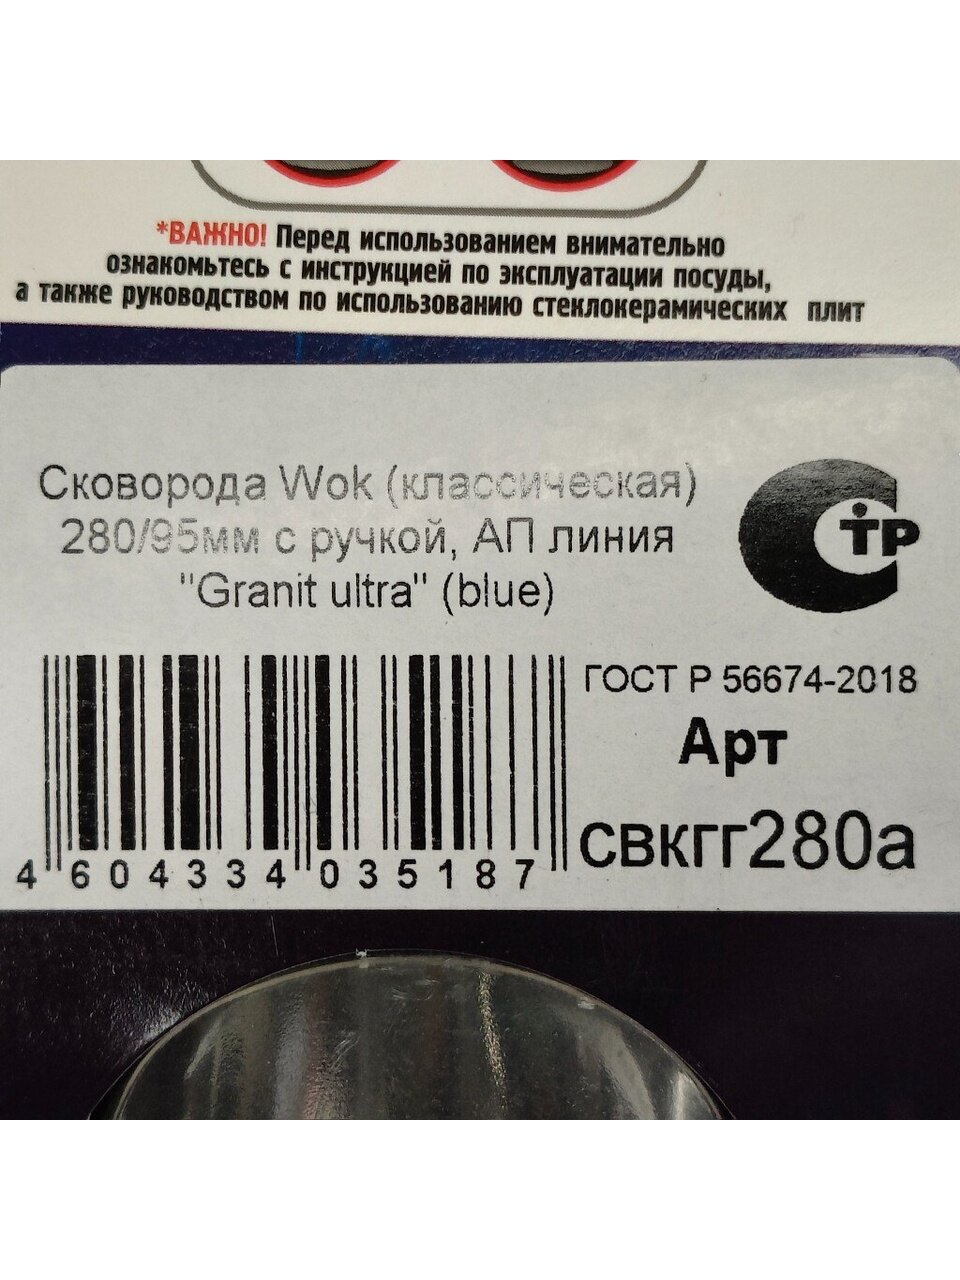 *ВАЖНО! Перед использованием внимательно
ознакомьтесь с инструкцией по эксплуатации посуды,
а также руководством по использованию стеклокерамических плит
Сковорода Wok (классическая)
280/95мм с ручкой, АП линия
"Granit ultra" (blue)
СТР
ГОСТ Р 56674-2018
Арт
свкгг280а
4 604334 035187